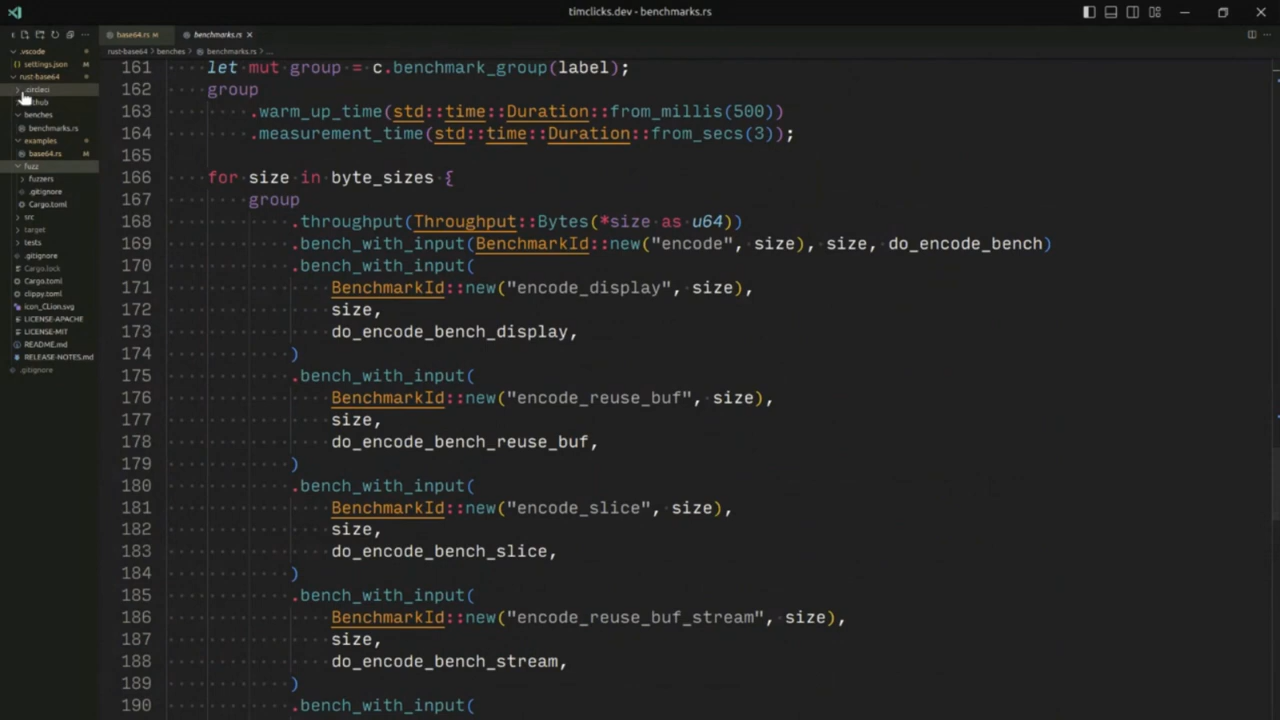 timclicks.dev - benchmarks.rs
base64.rs M
benchmarks.rs
rust-base64 > benches > benchmarks.rs > ...
.vscode
settings.json M
rust-base64
.circleci
benches
benchmarks.rs
examples
base64.rs M
fuzz
fuzzers
.gitignore
Cargo.toml
src
target
tests
.gitignore
Cargo.lock
Cargo.toml
clippy.toml
icon_CLion.svg
LICENSE-APACHE
LICENSE-MIT
README.md
RELEASE-NOTES.md
.gitignore
161 let mut group = c.benchmark_group(label);
162 group
163 .warm_up_time(std::time::Duration::from_millis(500))
164 .measurement_time(std::time::Duration::from_secs(3));
165
166 for size in byte_sizes {
167 group
168 .throughput(Throughput::Bytes(*size as u64))
169 .bench_with_input(BenchmarkId::new("encode", size), size, do_encode_bench)
170 .bench_with_input(
171 BenchmarkId::new("encode_display", size),
172 size,
173 do_encode_bench_display,
174 )
175 .bench_with_input(
176 BenchmarkId::new("encode_reuse_buf", size),
177 size,
178 do_encode_bench_reuse_buf,
179 )
180 .bench_with_input(
181 BenchmarkId::new("encode_slice", size),
182 size,
183 do_encode_bench_slice,
184 )
185 .bench_with_input(
186 BenchmarkId::new("encode_reuse_buf_stream", size),
187 size,
188 do_encode_bench_stream,
189 )
190 .bench_with_input(